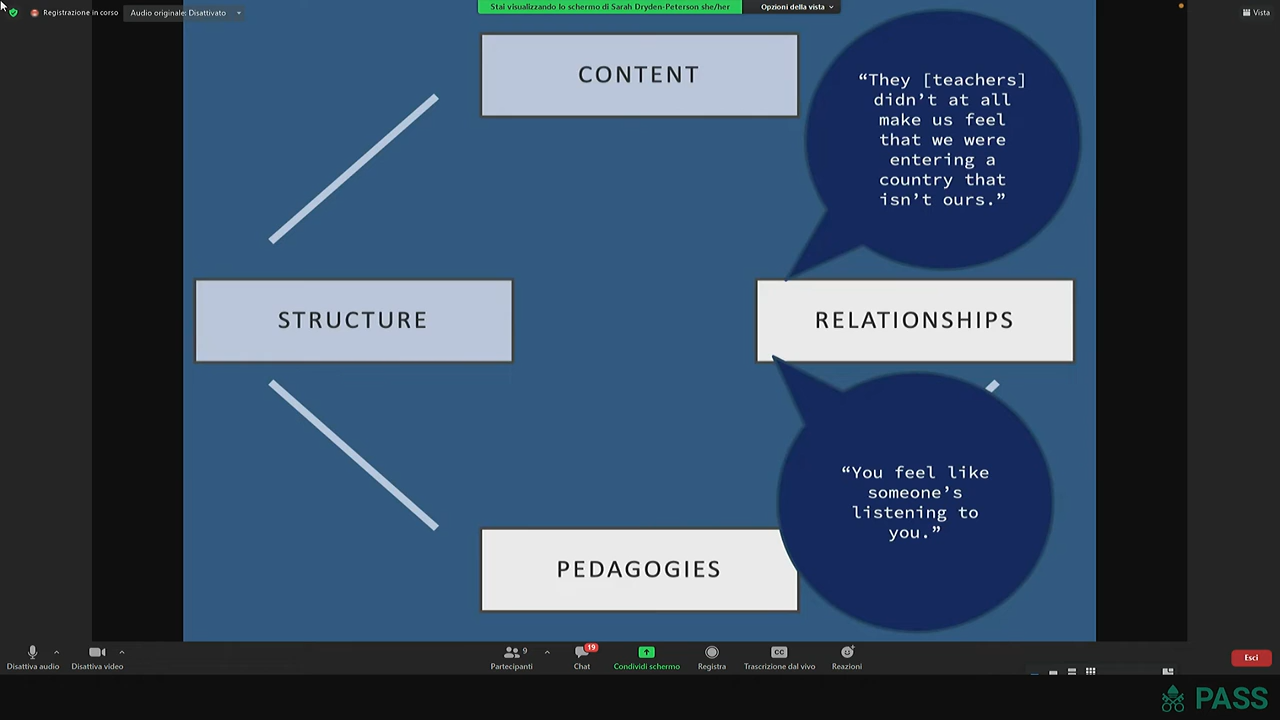 Registrazione in corso
Audio originale: Disattivato
Stai visualizzando lo schermo di Sarah Dryden-Peterson she/her
Opzioni della vista
Vista
CONTENT
“They [teachers]
didn’t at all
make us feel
that we were
entering a
country that
isn’t ours.”
STRUCTURE
RELATIONSHIPS
“You feel like
someone’s
listening to
you.”
PEDAGOGIES
Disattiva audio
Disattiva video
9
Partecipanti
19
Chat
Condividi schermo
Registra
CC
Trascrizione dal vivo
Reazioni
Esci
PASS